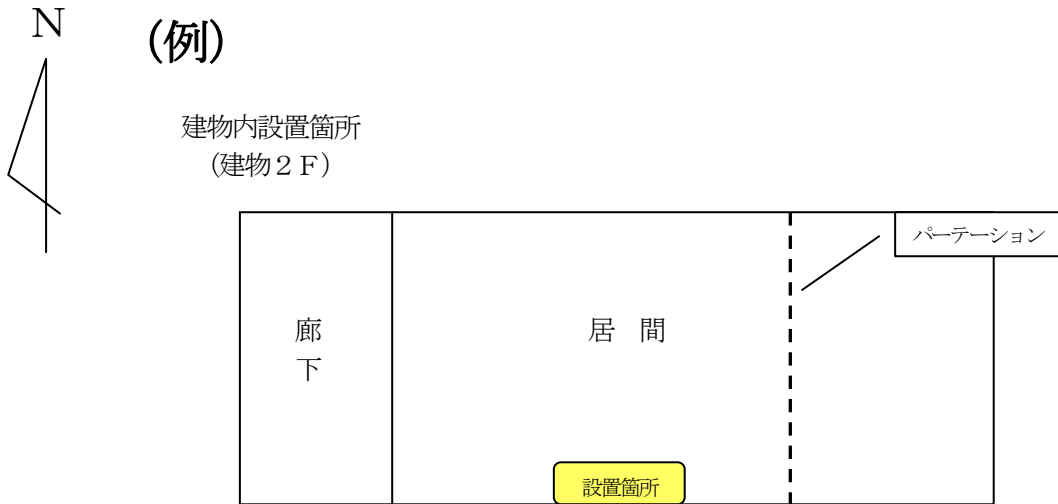 N
(例)
建物内設置箇所
(建物2F)
パーテーション
廊
下
居 間
設置箇所